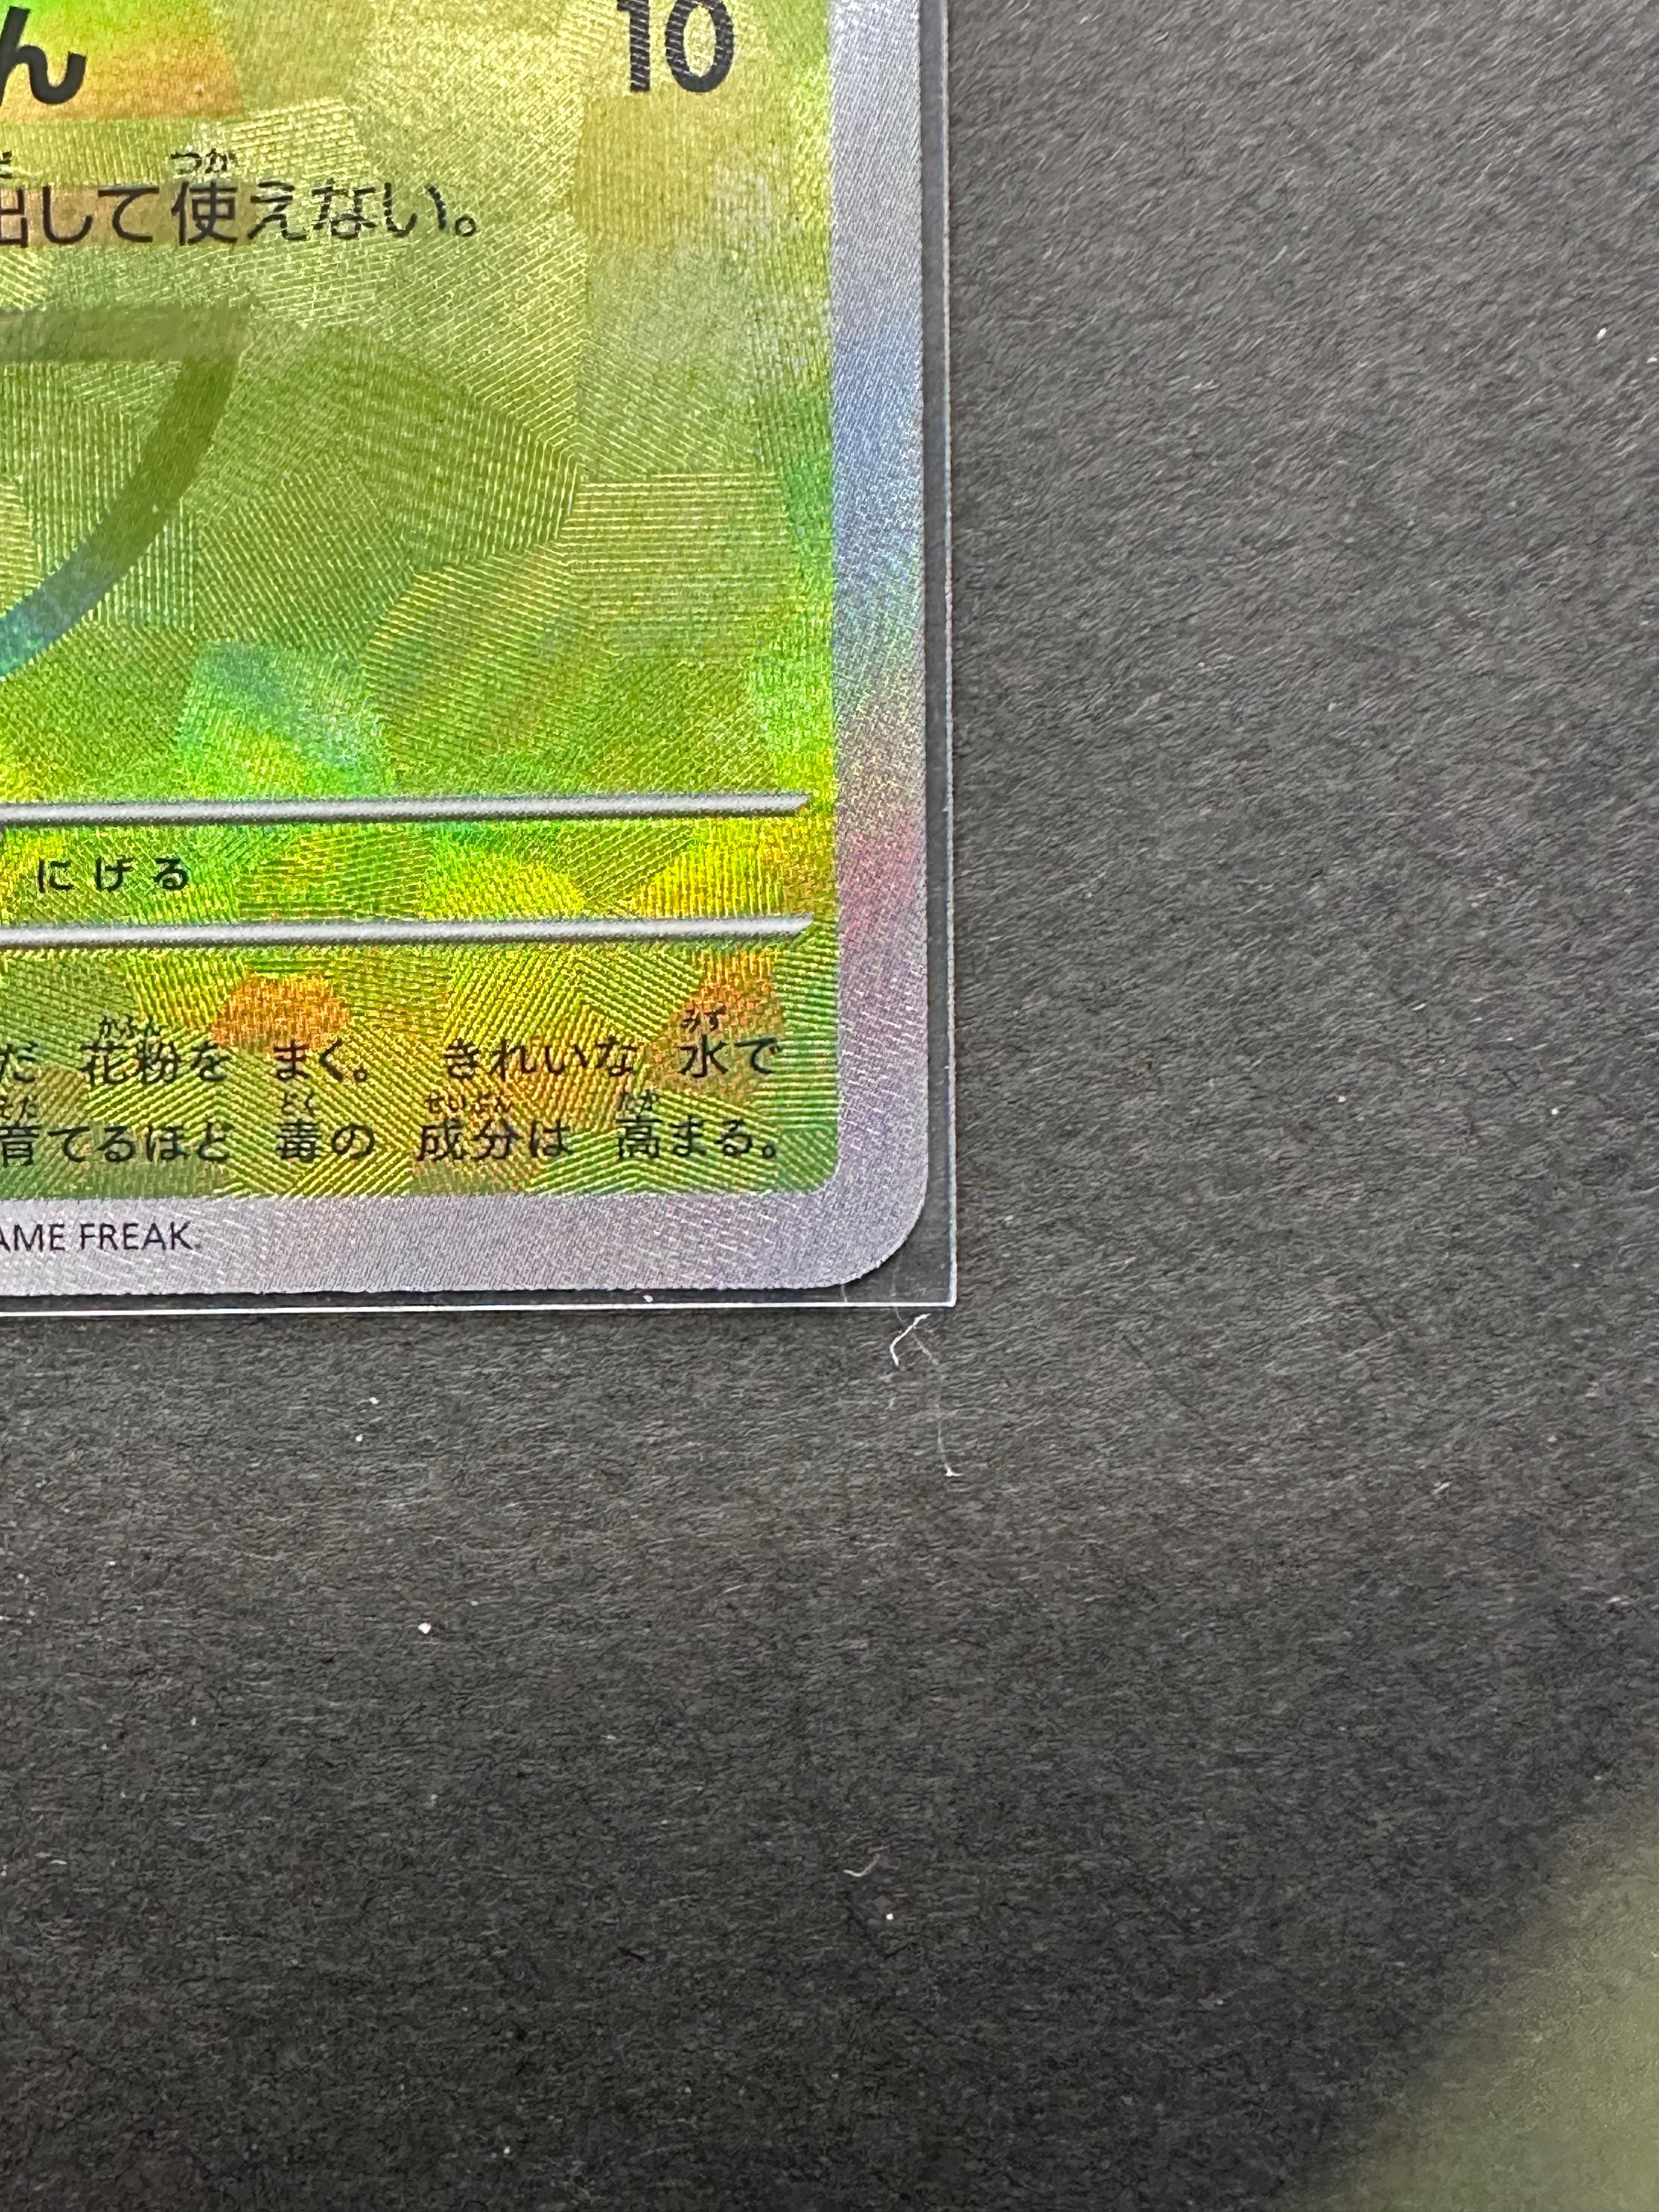 ん 10
出して使えない。
にげる
だ 花粉を まく。 きれいな 水で
育てるほど 毒の 成分は 高まる。
AME FREAK.